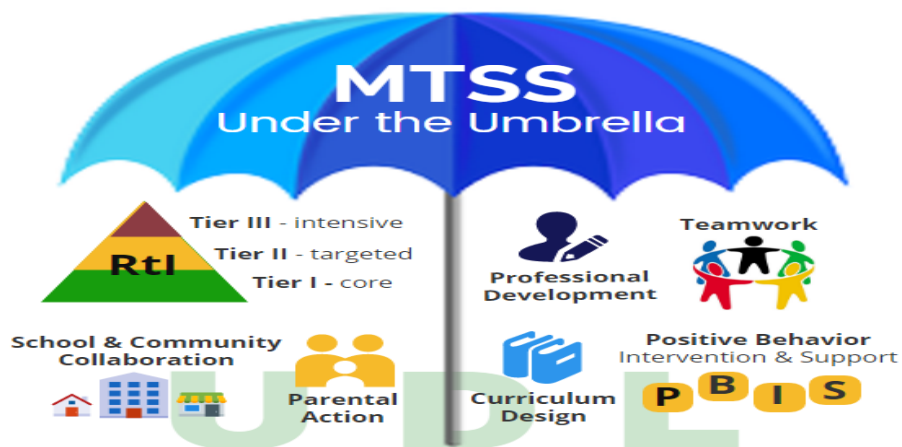 MTSS
Under the Umbrella
Tier III - intensive
Tier II - targeted
Tier I - core
RtI
Professional
Development
Teamwork
School & Community
Collaboration
Parental
Action
Curriculum
Design
Positive Behavior
Intervention & Support
PBIS
UDL